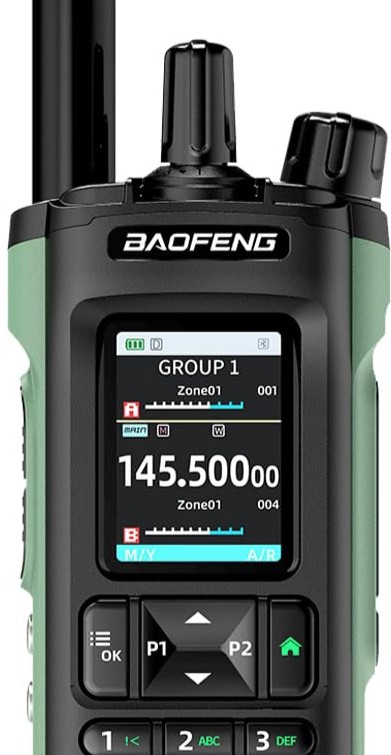 BAOFENG
D
GROUP 1
Zone01 001
A
MAIN M W
145.50000
Zone01 004
B
M/Y A/R
OK P1 P2
1 !< 2 ABC 3 DEF